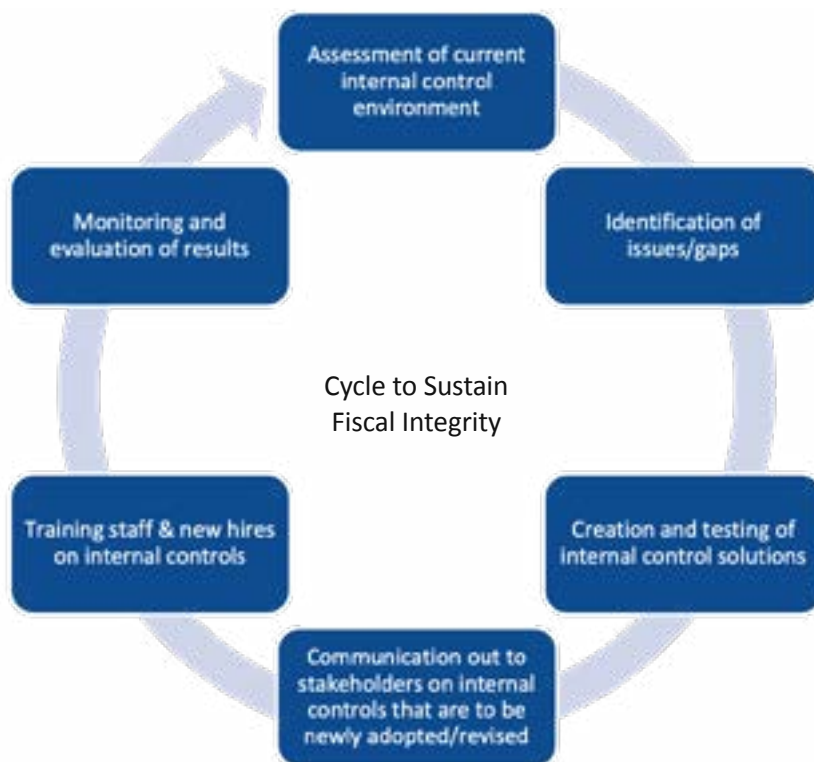 Assessment of current
internal control
environment
Identification of
issues/gaps
Creation and testing of
internal control solutions
Communication out to
stakeholders on internal
controls that are to be
newly adopted/revised
Training staff & new hires
on internal controls
Monitoring and
evaluation of results
Cycle to Sustain
Fiscal Integrity